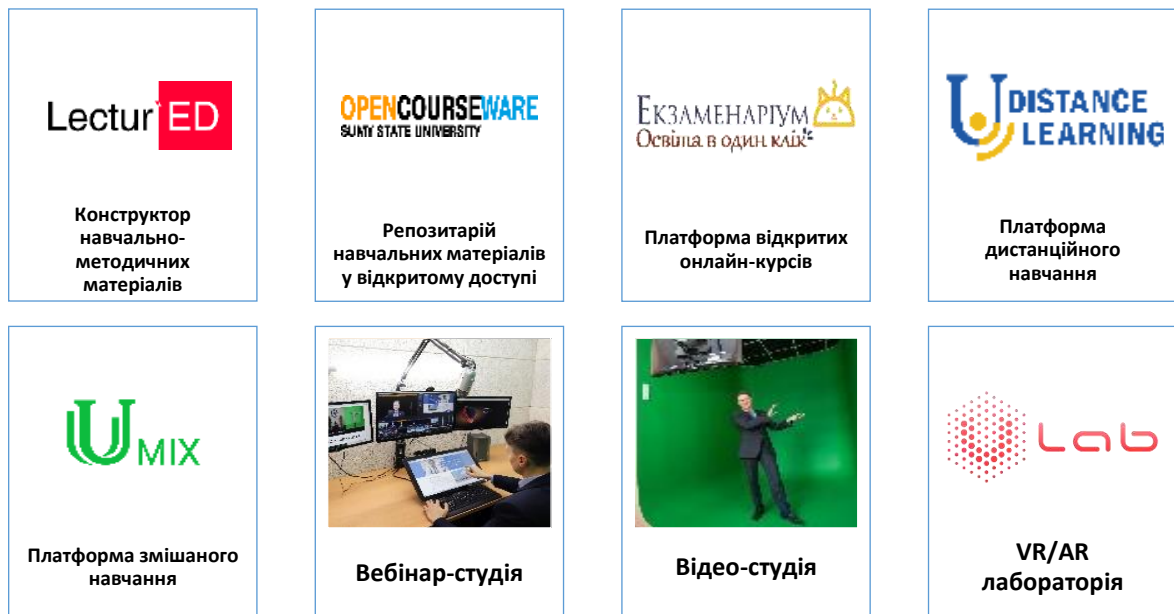 Lectur'ED
Конструктор
навчально-
методичних
матеріалів
OPENCOURSEWARE
SUMY STATE UNIVERSITY
Репозитарій
навчальних матеріалів
у відкритому доступі
ЕКЗАМЕНАРІУМ
Освіта в один клік
Платформа відкритих
онлайн-курсів
DISTANCE
LEARNING
Платформа
дистанційного
навчання
U MIX
Платформа змішаного
навчання
Вебінар-студія
Відео-студія
Lab
VR/AR
лабораторія